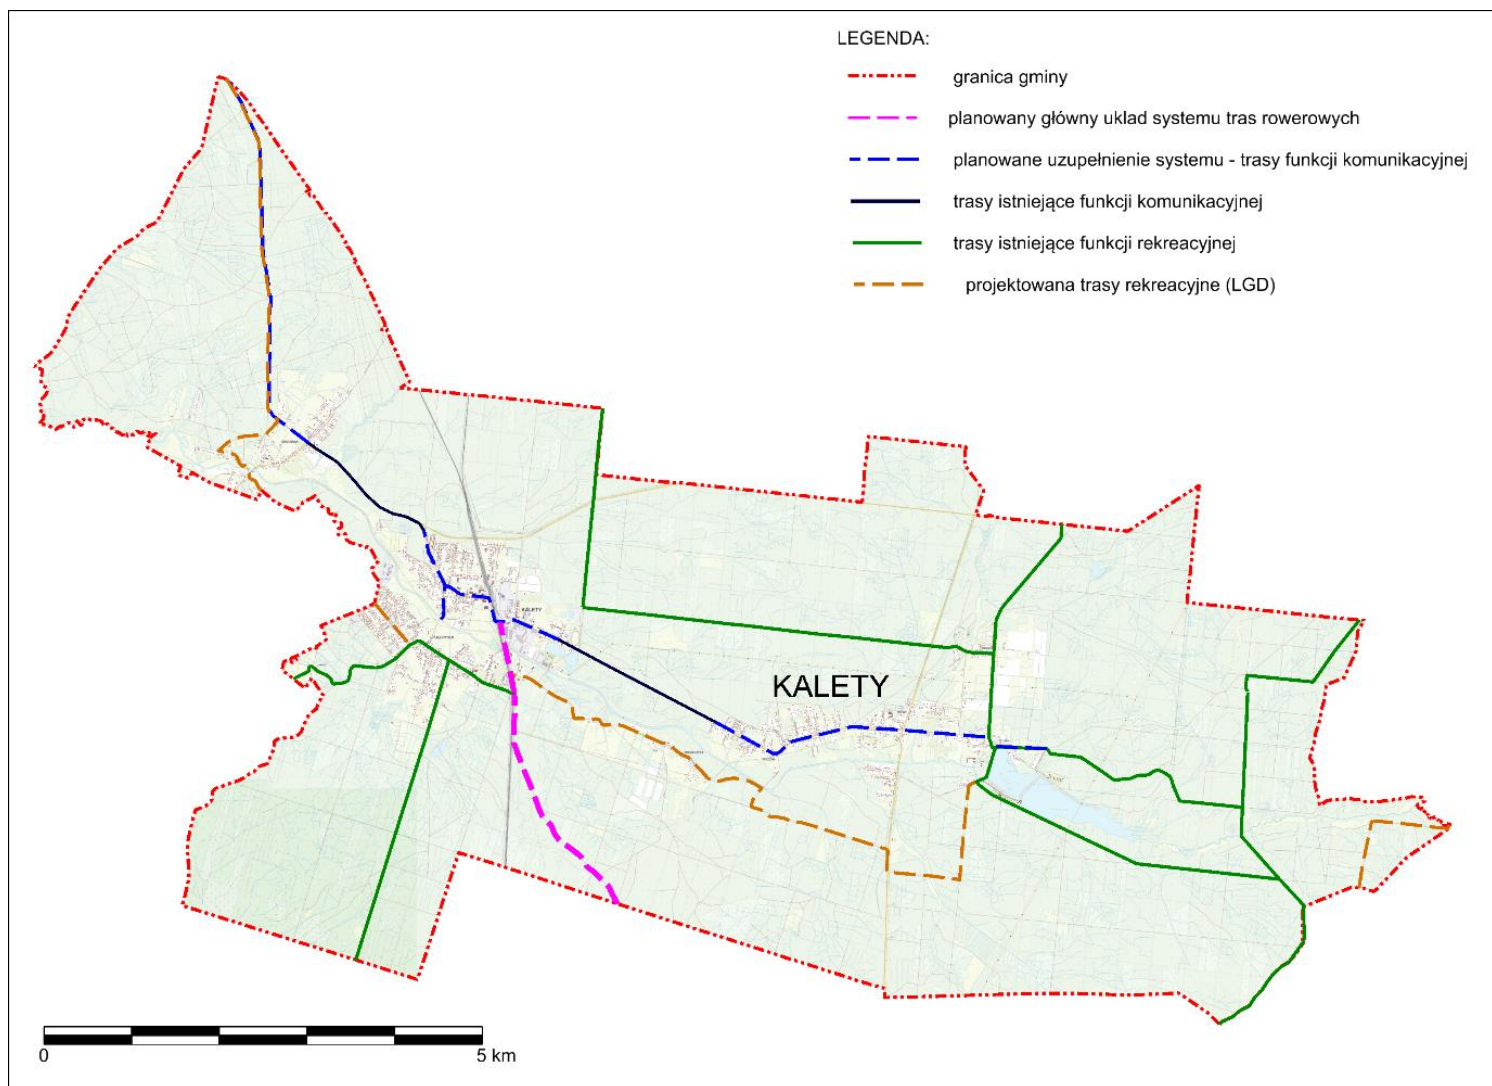 LEGENDA:
granica gminy
planowany główny uklad systemu tras rowerowych
planowane uzupełnienie systemu - trasy funkcji komunikacyjnej
trasy istniejące funkcji komunikacyjnej
trasy istniejące funkcji rekreacyjnej
projektowana trasy rekreacyjne (LGD)
KALETY
KALETY
0
5 km